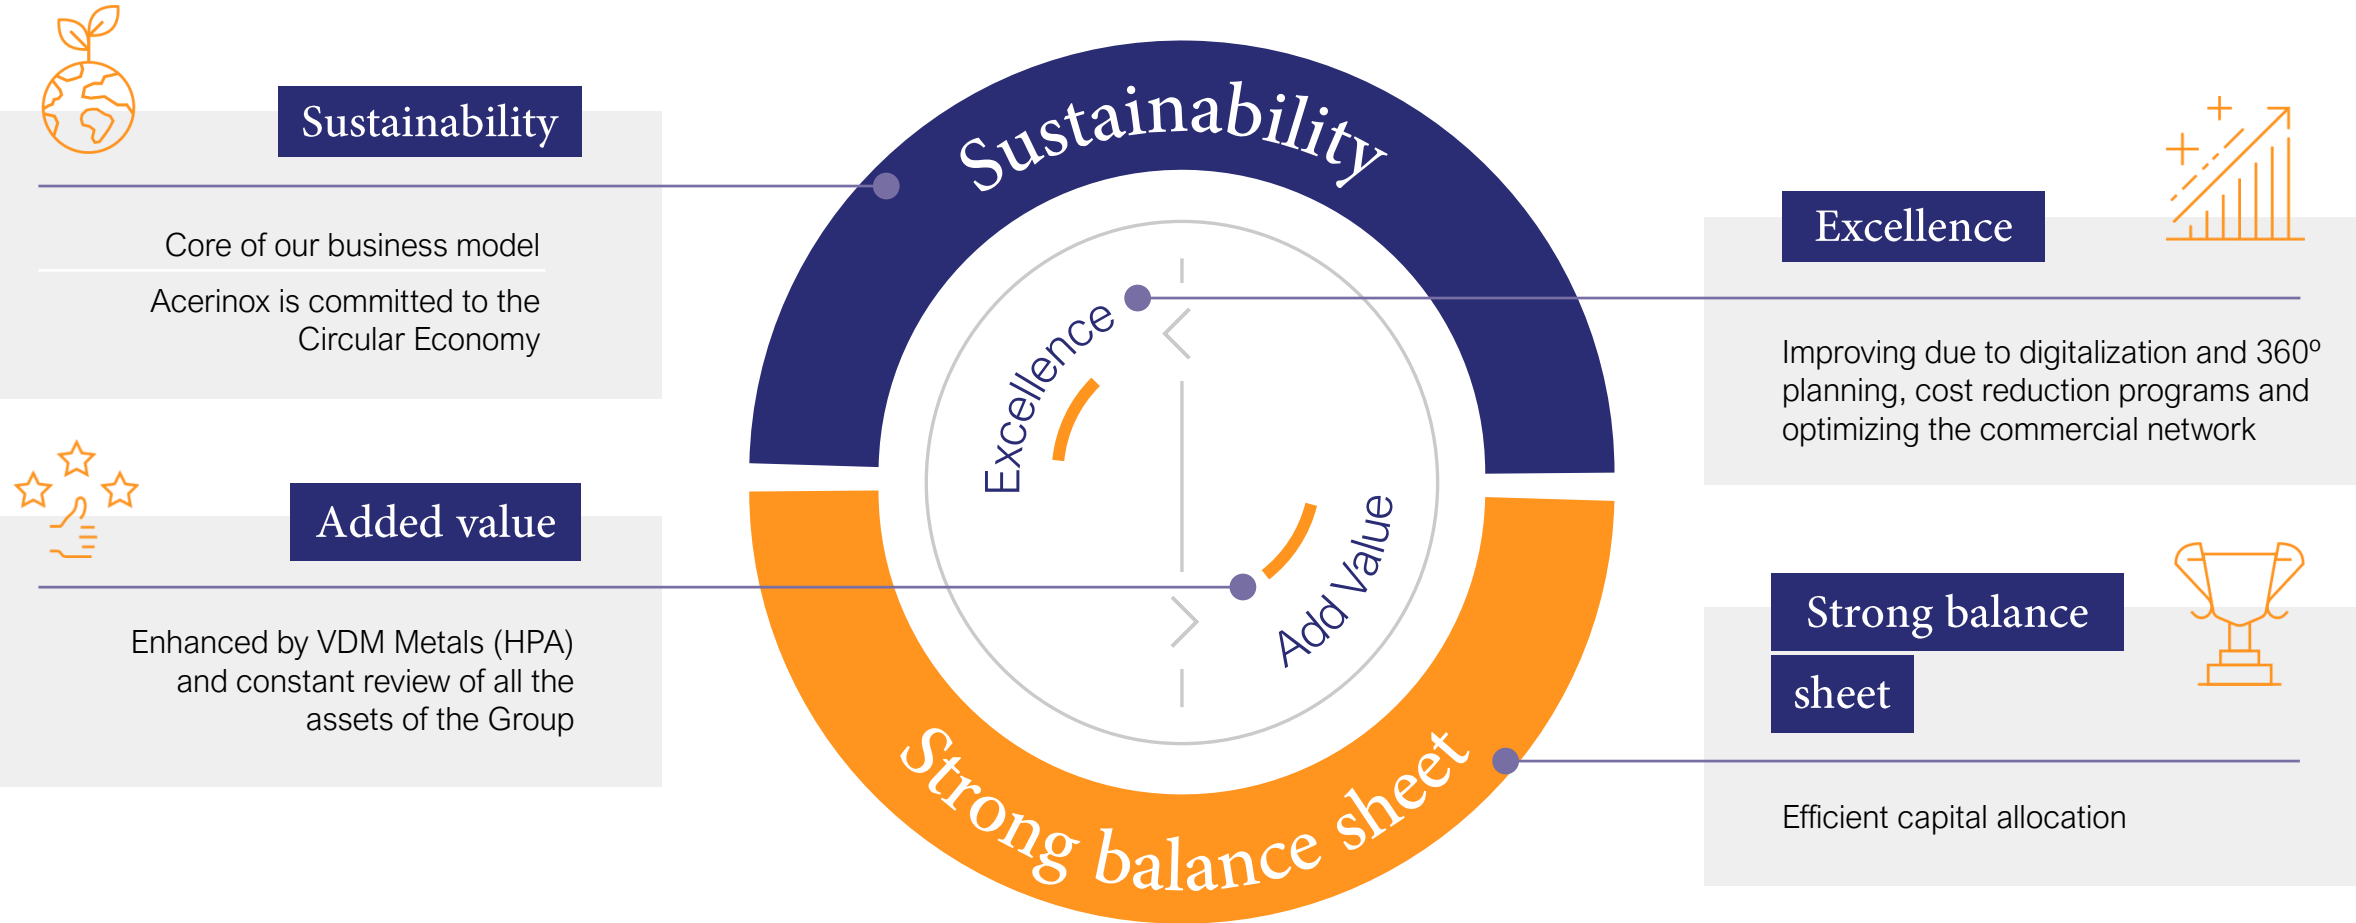 Sustainability
Core of our business model
Acerinox is committed to the
Circular Economy
Added value
Enhanced by VDM Metals (HPA)
and constant review of all the
assets of the Group
Sustainability
Excellence
Add Value
Strong balance sheet
Excellence
Improving due to digitalization and 360º
planning, cost reduction programs and
optimizing the commercial network
Strong balance
sheet
Efficient capital allocation